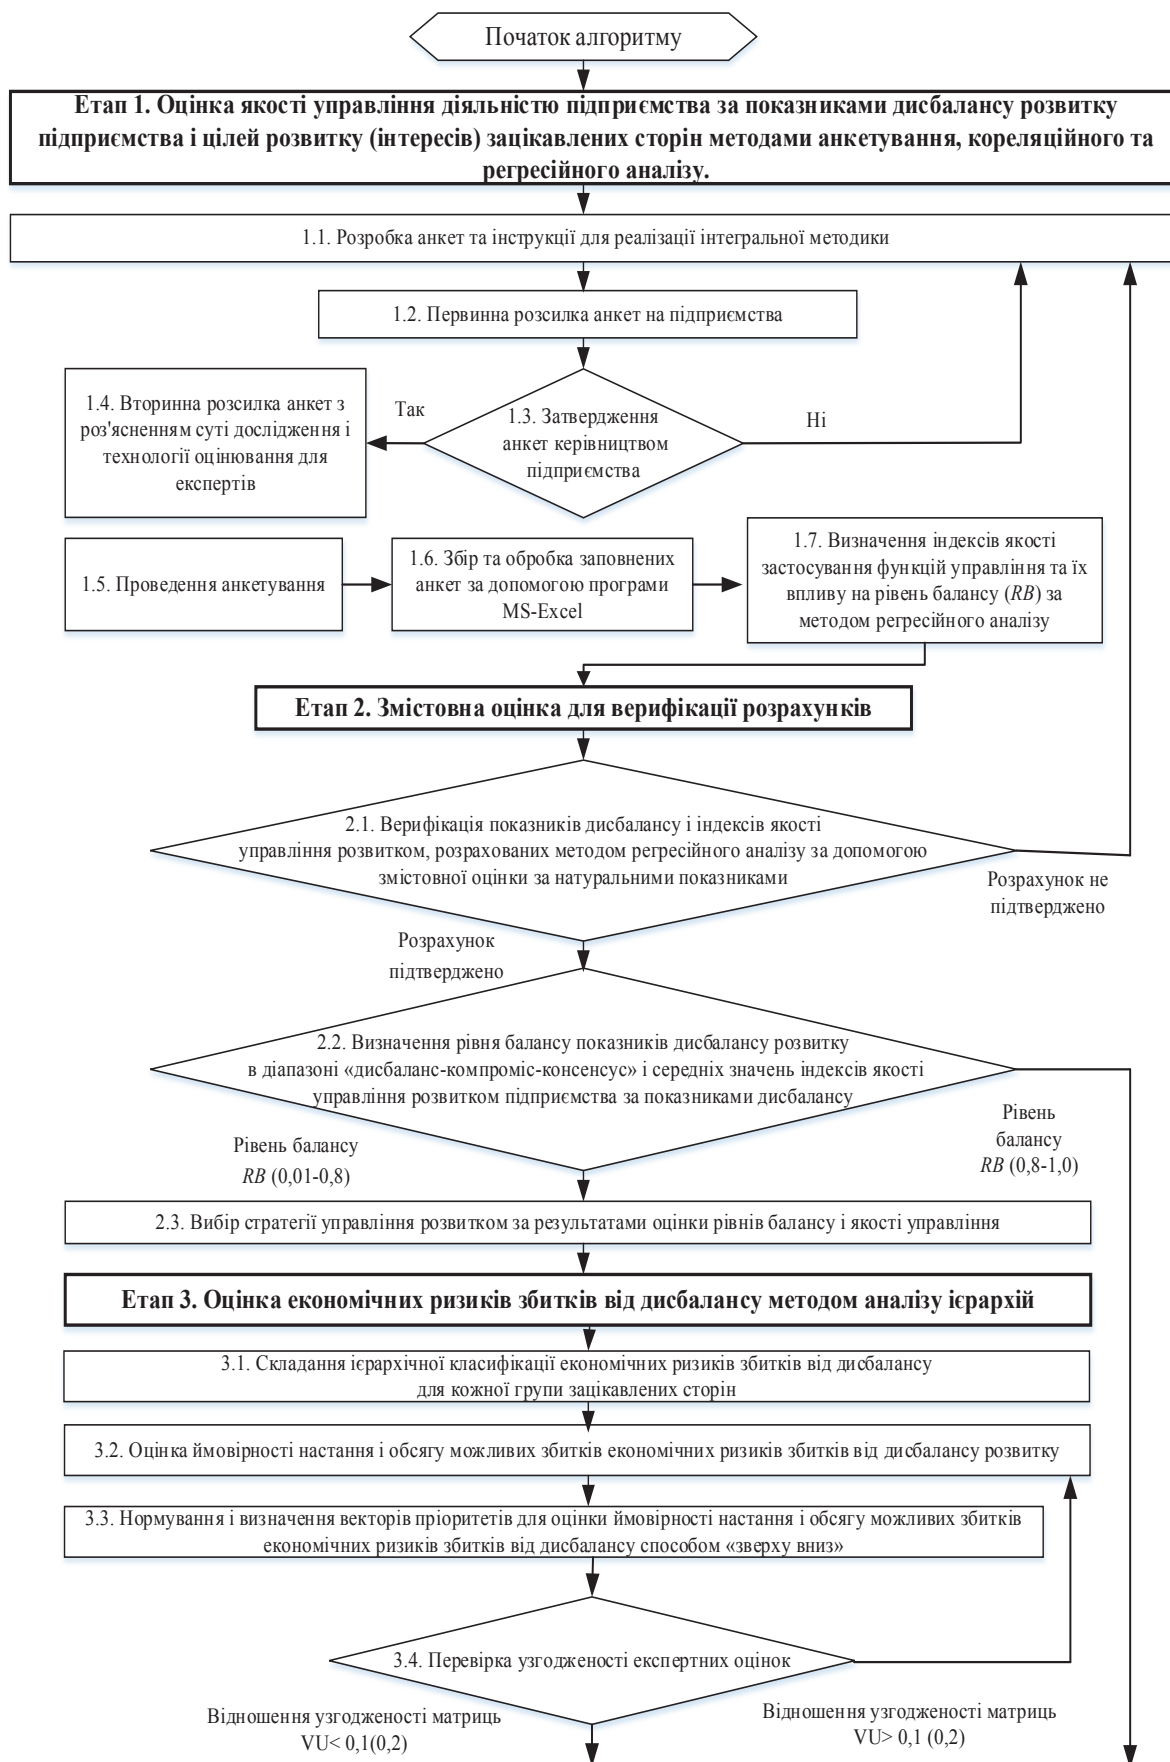 Початок алгоритму
Етап 1. Оцінка якості управління діяльністю підприємства за показниками дисбалансу розвитку
підприємства і цілей розвитку (інтересів) зацікавлених сторін методами анкетування, кореляційного та
регресійного аналізу.
1.1. Розробка анкет та інструкції для реалізації інтегральної методики
1.2. Первинна розсилка анкет на підприємства
1.3. Затвердження
анкет керівництвом
підприємства
Так
Ні
1.4. Вторинна розсилка анкет з
роз'ясненням суті дослідження і
технології оцінювання для
експертів
1.5. Проведення анкетування
1.6. Збір та обробка заповнених
анкет за допомогою програми
MS-Excel
1.7. Визначення індексів якості
застосування функцій управління та їх
впливу на рівень балансу (RB) за
методом регресійного аналізу
Етап 2. Змістовна оцінка для верифікації розрахунків
2.1. Верифікація показників дисбалансу і індексів якості
управління розвитком, розрахованих методом регресійного аналізу за допомогою
змістовної оцінки за натуральними показниками
Розрахунок не
підтверджено
Розрахунок
підтверджено
2.2. Визначення рівня балансу показників дисбалансу розвитку
в діапазоні «дисбаланс-компроміс-консенсус» і середніх значень індексів якості
управління розвитком підприємства за показниками дисбалансу
Рівень балансу
RB (0,01-0,8)
Рівень
балансу
RB (0,8-1,0)
2.3. Вибір стратегії управління розвитком за результатами оцінки рівнів балансу і якості управління
Етап 3. Оцінка економічних ризиків збитків від дисбалансу методом аналізу ієрархій
3.1. Складання ієрархічної класифікації економічних ризиків збитків від дисбалансу
для кожної групи зацікавлених сторін
3.2. Оцінка ймовірності настання і обсягу можливих збитків економічних ризиків збитків від дисбалансу розвитку
3.3. Нормування і визначення векторів пріоритетів для оцінки ймовірності настання і обсягу можливих збитків
економічних ризиків збитків від дисбалансу способом «зверху вниз»
3.4. Перевірка узгодженості експертних оцінок
Відношення узгодженості матриць
VU< 0,1(0,2)
Відношення узгодженості матриць
VU> 0,1 (0,2)